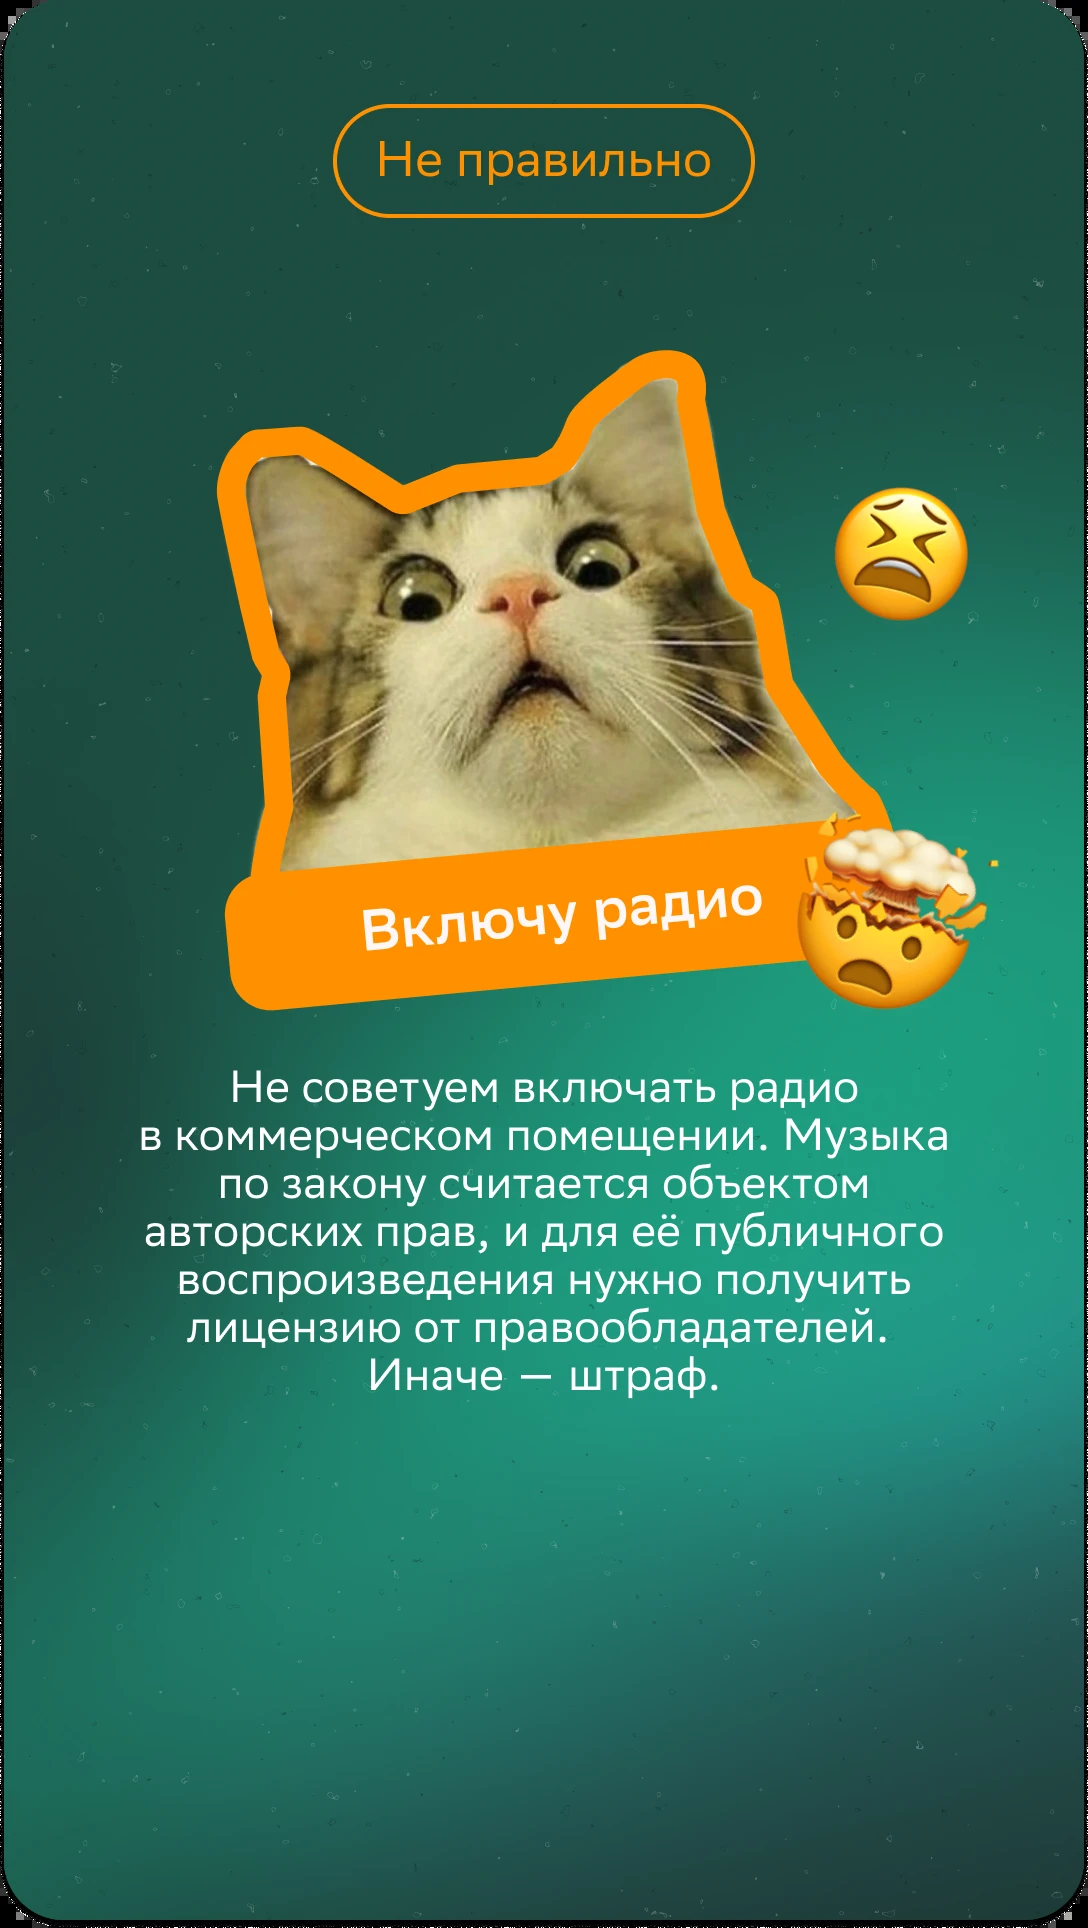 Не правильно
Включу радио
Не советуем включать радио
в коммерческом помещении. Музыка
по закону считается объектом
авторских прав, и для её публичного
воспроизведения нужно получить
лицензию от правообладателей.
Иначе — штраф.